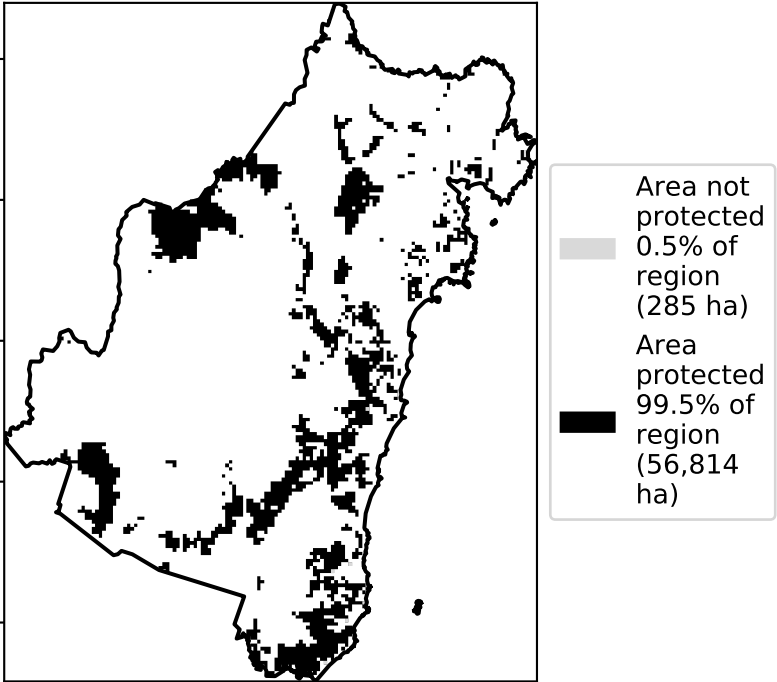 Area not
protected
0.5% of
region
(285 ha)
Area
protected
99.5% of
region
(56,814
ha)